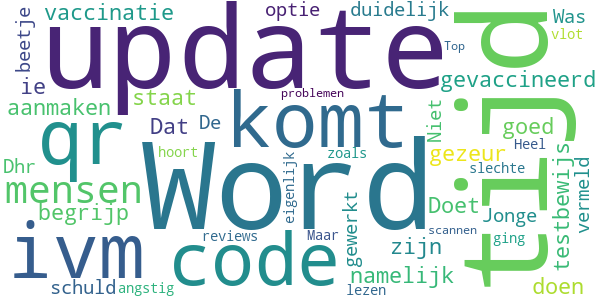 vaccinatie
optie
duidelijk
Was
vlot
beetje
update
Top
tijd
ie
problemen
gevaccineerd
aanmaken
staat
komt
qr
Dat
De
Niet
goed
hoort
Word
eigenlijk
zoals
gezeur
Heel
Dhr
mensen
slechte
testbewijs
vermeld
begrijp
Doet
Jonge
ivm
code
reviews
Maar
gewerkt
zijn
ging
scannen
namelijk
schuld
angstig
lezen
doen